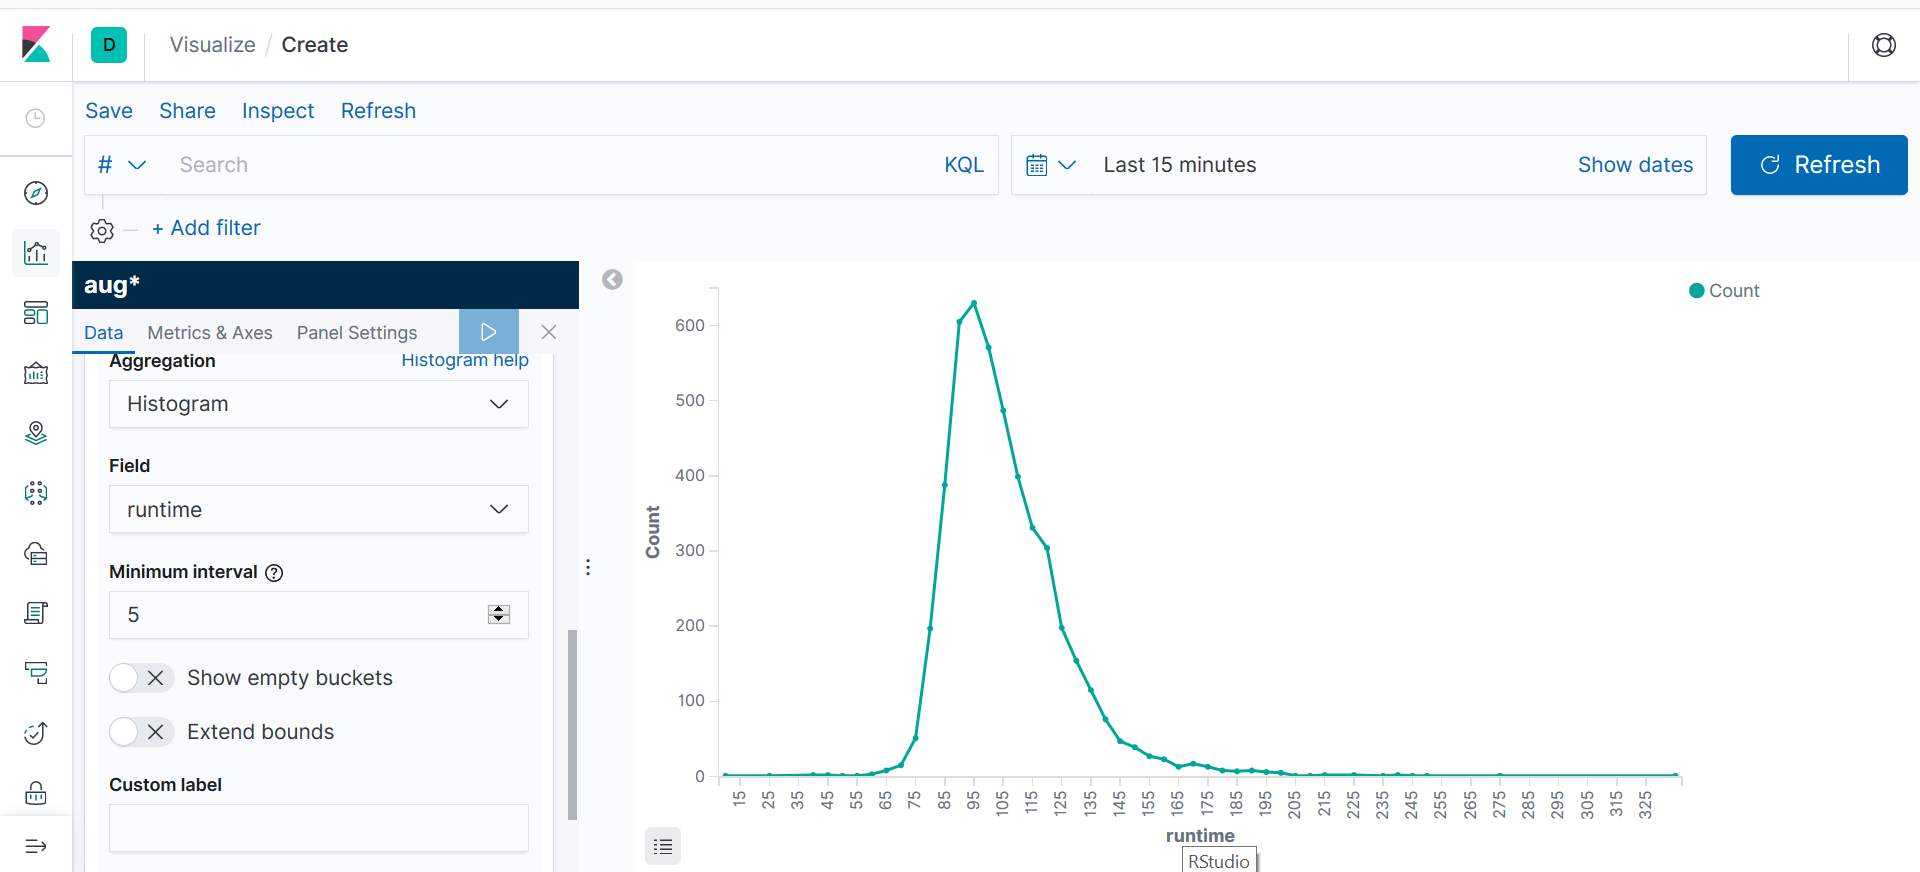 D
Visualize / Create
Save Share Inspect Refresh
# Search KQL Last 15 minutes Show dates Refresh
+ Add filter
aug*
Data Metrics & Axes Panel Settings
Aggregation Histogram help
Histogram
Field
runtime
Minimum interval ?
5
Show empty buckets
Extend bounds
Custom label
Count
600
500
400
300
200
100
0
Count
15 25 35 45 55 65 75 85 95 105 115 125 135 145 155 165 175 185 195 205 215 225 235 245 255 265 275 285 295 305 315 325
runtime
RStudio